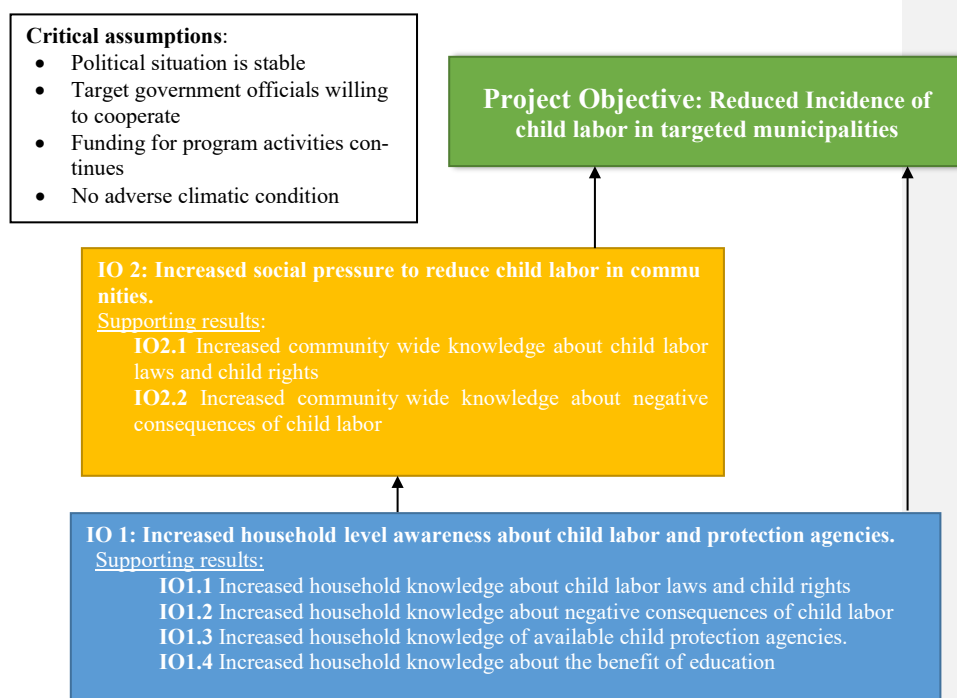 Critical assumptions:
• Political situation is stable
• Target government officials willing
to cooperate
• Funding for program activities con-
tinues
• No adverse climatic condition
Project Objective: Reduced Incidence of
child labor in targeted municipalities
IO 2: Increased social pressure to reduce child labor in commu
nities.
Supporting results:
IO2.1 Increased community wide knowledge about child labor
laws and child rights
IO2.2 Increased community wide knowledge about negative
consequences of child labor
IO 1: Increased household level awareness about child labor and protection agencies.
Supporting results:
IO1.1 Increased household knowledge about child labor laws and child rights
IO1.2 Increased household knowledge about negative consequences of child labor
IO1.3 Increased household knowledge of available child protection agencies.
IO1.4 Increased household knowledge about the benefit of education